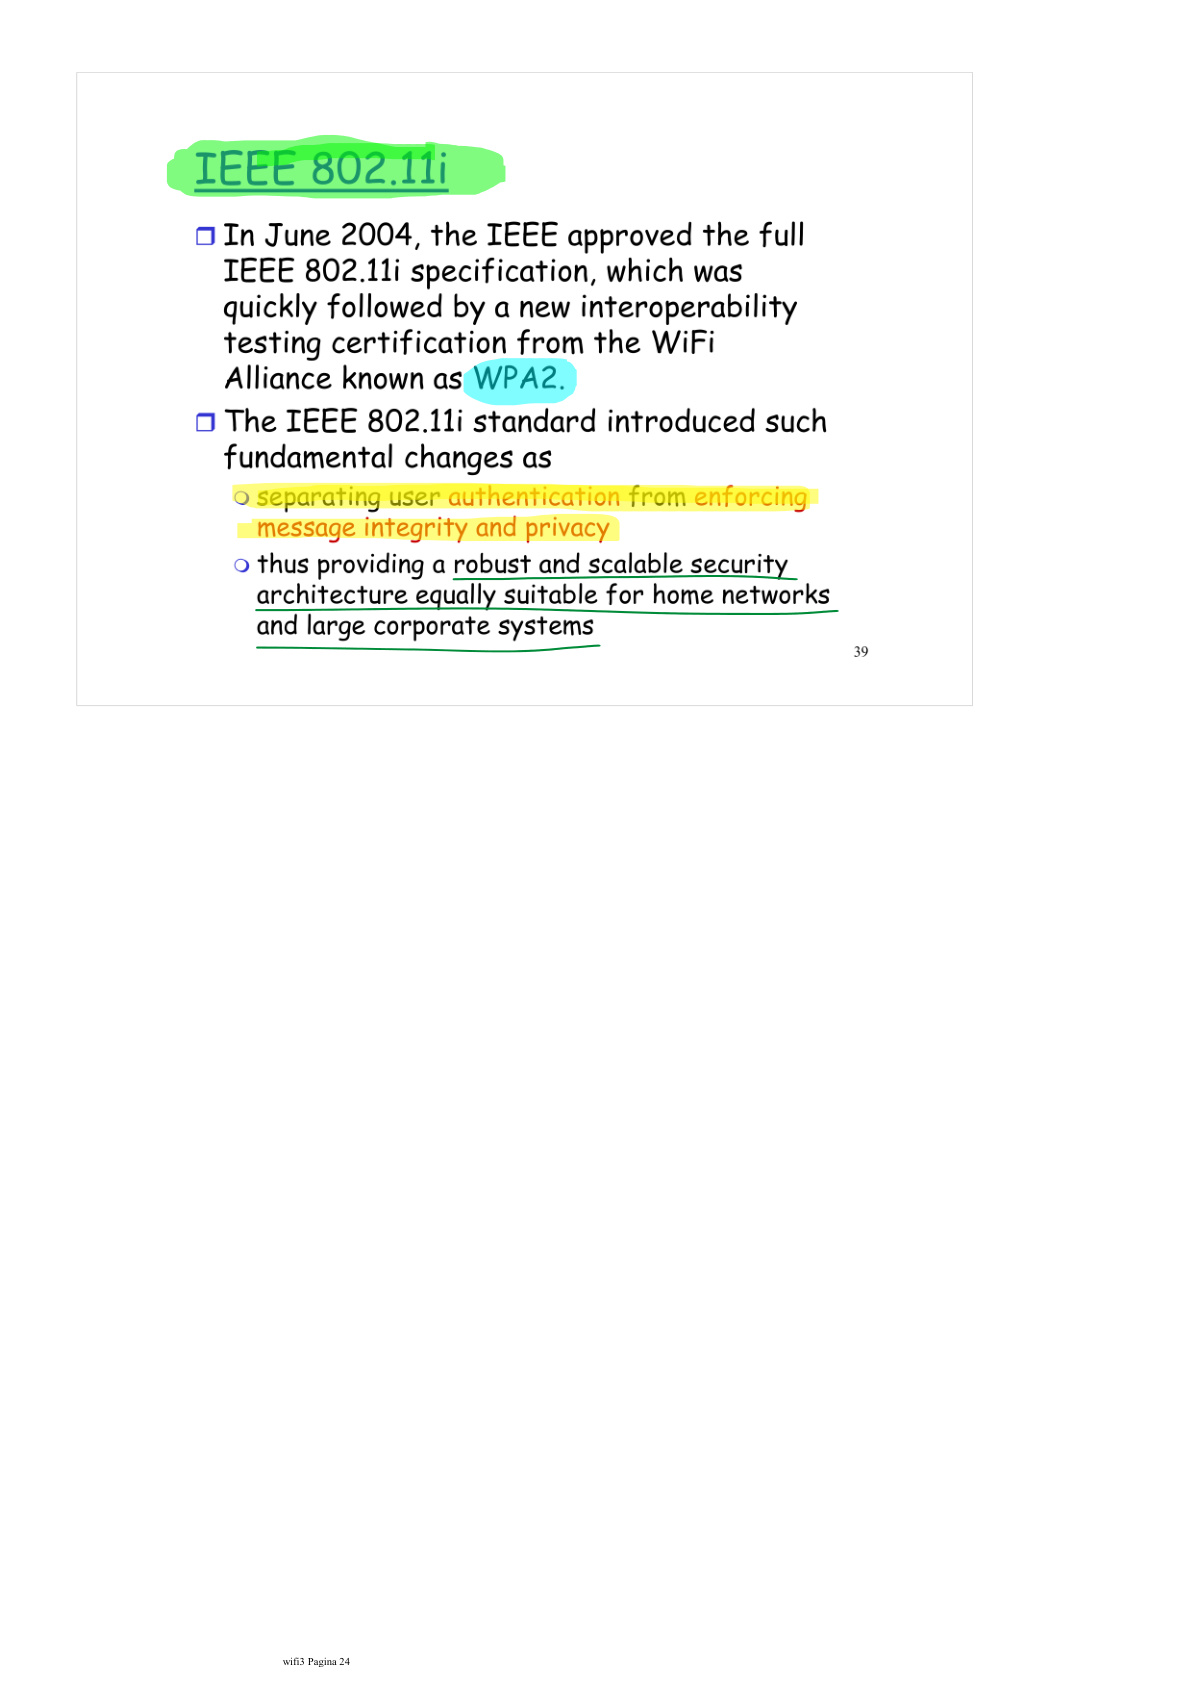 IEEE 802.11i
In June 2004, the IEEE approved the full
IEEE 802.11i specification, which was
quickly followed by a new interoperability
testing certification from the WiFi
Alliance known as WPA2.
The IEEE 802.11i standard introduced such
fundamental changes as
separating user authentication from enforcing
message integrity and privacy
thus providing a robust and scalable security
architecture equally suitable for home networks
and large corporate systems
39
wifi3 Pagina 24